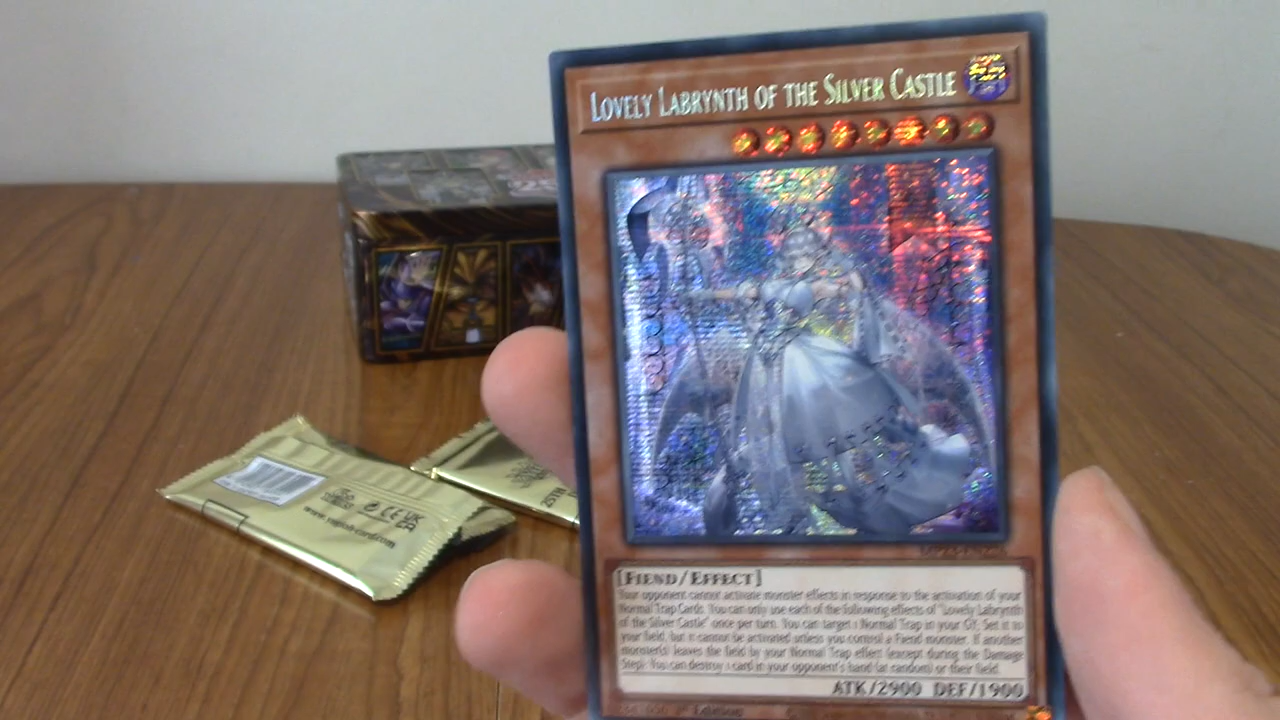 LOVELY LABRYNTH OF THE SILVER CASTLE
[FIEND/EFFECT]
Your opponent cannot activate monster effects in response to the activation of your
Normal Trap Cards. You can only use each of the following effects of "Lovely Labrynth
of the Silver Castle" once per turn. You can target 1 Normal Trap in your GY; Set it to
your field, but it cannot be activated unless you control a Fiend monster. If another
monster(s) leaves the field by your Normal Trap effect (except during the Damage
Step): You can destroy 1 card in your opponent's hand (at random) or their field.
ATK/2900 DEF/1900
Edition
25
www.yugioh-card.com
CE UK
CA